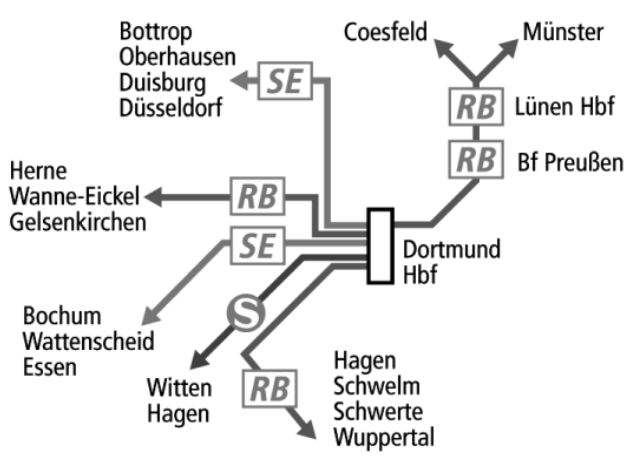 Bottrop
Oberhausen
Duisburg
Düsseldorf
SE
Coesfeld
Münster
RB
Lünen Hbf
RB
Bf Preußen
Herne
Wanne-Eickel
Gelsenkirchen
RB
SE
Dortmund
Hbf
Bochum
Wattenscheid
Essen
S
Witten
Hagen
RB
Hagen
Schwelm
Schwerte
Wuppertal